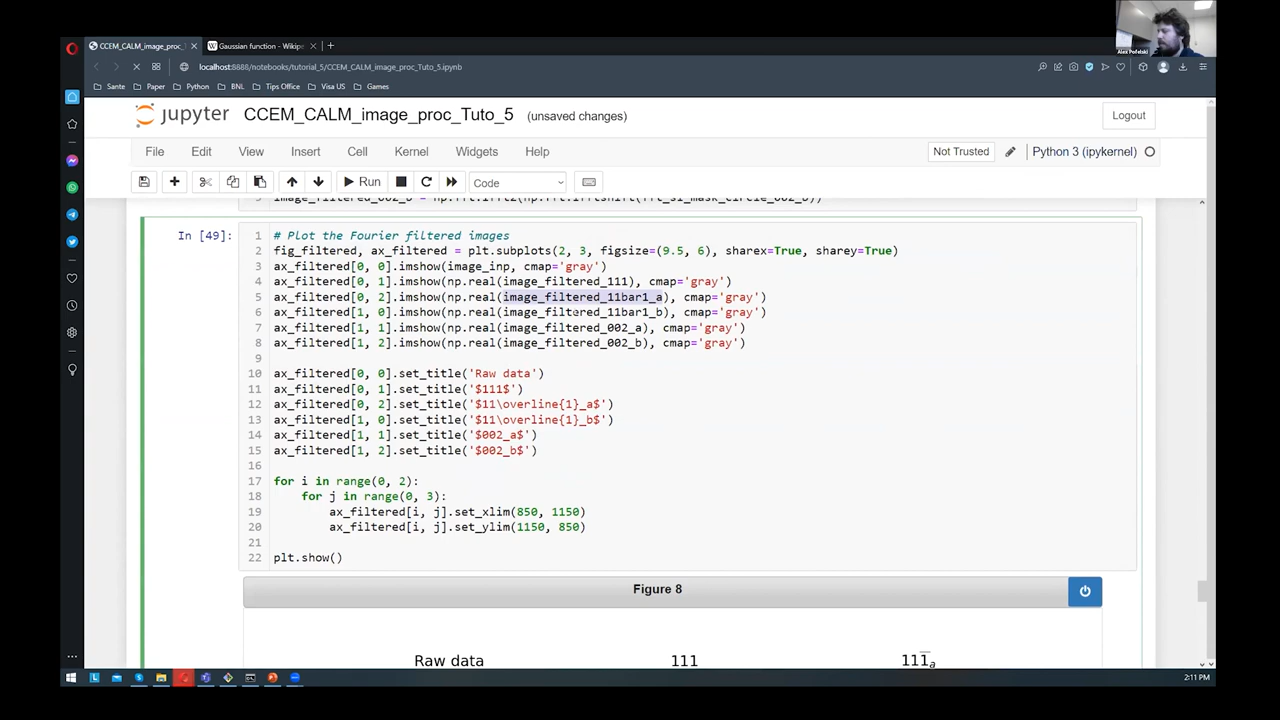 Alex Pofelski
CCEM_CALM_image_proc_
Gaussian function - Wikipe
localhost:8888/notebooks/tutorial_5/CCEM_CALM_image_proc_Tuto_5.ipynb
Sante
Paper
Python
BNL
Tips Office
Visa US
Games
jupyter
CCEM_CALM_image_proc_Tuto_5
(unsaved changes)
Logout
File
Edit
View
Insert
Cell
Kernel
Widgets
Help
Not Trusted
Python 3 (ipykernel)
Run
Code
In [49]:
1 # Plot the Fourier filtered images
2 fig_filtered, ax_filtered = plt.subplots(2, 3, figsize=(9.5, 6), sharex=True, sharey=True)
3 ax_filtered[0, 0].imshow(image_inp, cmap='gray')
4 ax_filtered[0, 1].imshow(np.real(image_filtered_111), cmap='gray')
5 ax_filtered[0, 2].imshow(np.real(image_filtered_11bar1_a), cmap='gray')
6 ax_filtered[1, 0].imshow(np.real(image_filtered_11bar1_b), cmap='gray')
7 ax_filtered[1, 1].imshow(np.real(image_filtered_002_a), cmap='gray')
8 ax_filtered[1, 2].imshow(np.real(image_filtered_002_b), cmap='gray')
9
10 ax_filtered[0, 0].set_title('Raw data')
11 ax_filtered[0, 1].set_title('$111$')
12 ax_filtered[0, 2].set_title('$11\overline{1}_a$')
13 ax_filtered[1, 0].set_title('$11\overline{1}_b$')
14 ax_filtered[1, 1].set_title('$002_a$')
15 ax_filtered[1, 2].set_title('$002_b$')
16
17 for i in range(0, 2):
18     for j in range(0, 3):
19         ax_filtered[i, j].set_xlim(850, 1150)
20         ax_filtered[i, j].set_ylim(1150, 850)
21
22 plt.show()
Figure 8
Raw data
111
111̅a
2:11 PM